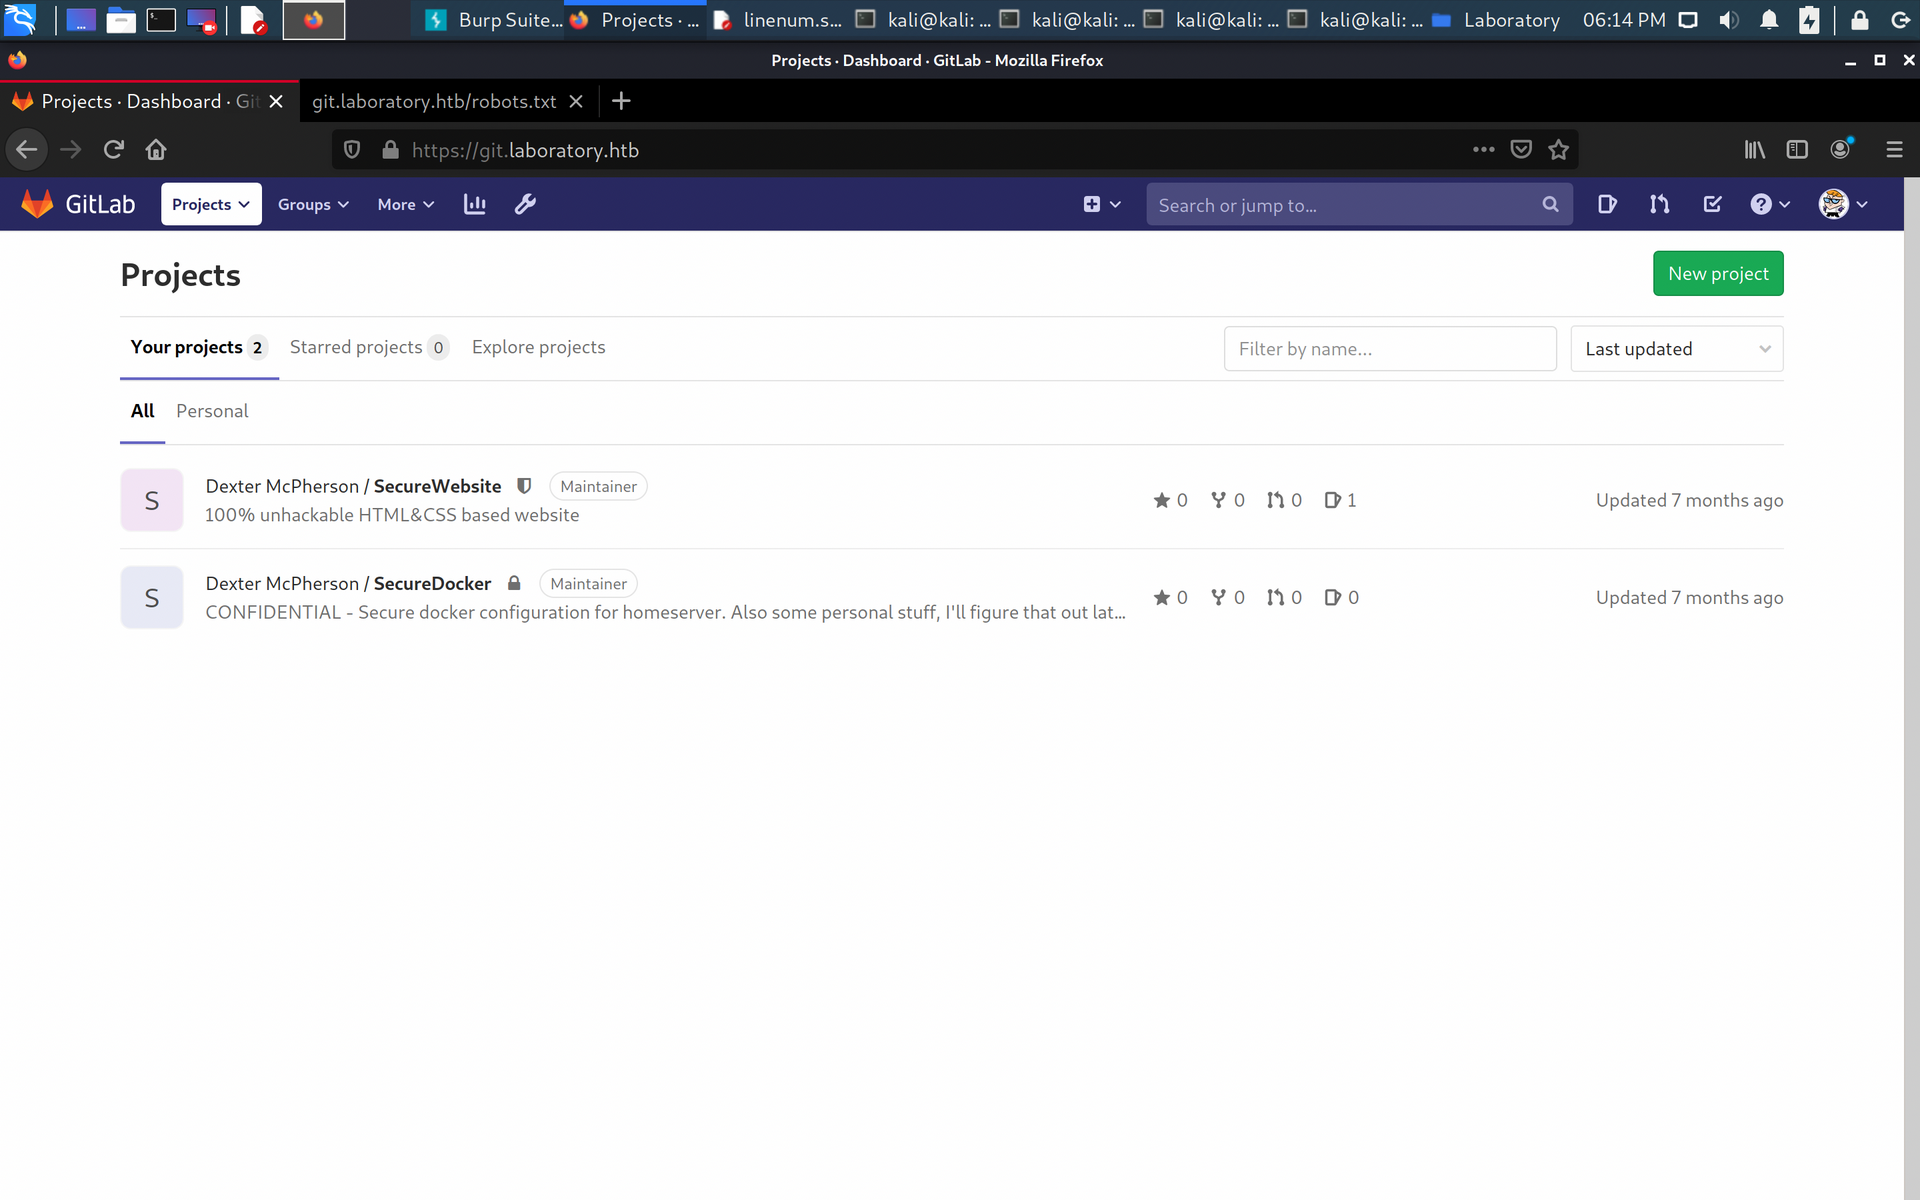 Burp Suite... Projects · ... linenum.s... kali@kali: ... kali@kali: ... kali@kali: ... kali@kali: ... Laboratory 06:14 PM
Projects · Dashboard · GitLab - Mozilla Firefox
Projects · Dashboard · Git git.laboratory.htb/robots.txt
https://git.laboratory.htb
GitLab Projects Groups More Search or jump to...
Projects New project
Your projects 2 Starred projects 0 Explore projects Filter by name... Last updated
All Personal
S Dexter McPherson / SecureWebsite Maintainer 0 0 0 1 Updated 7 months ago
100% unhackable HTML&CSS based website
S Dexter McPherson / SecureDocker Maintainer 0 0 0 0 Updated 7 months ago
CONFIDENTIAL - Secure docker configuration for homeserver. Also some personal stuff, I'll figure that out lat...